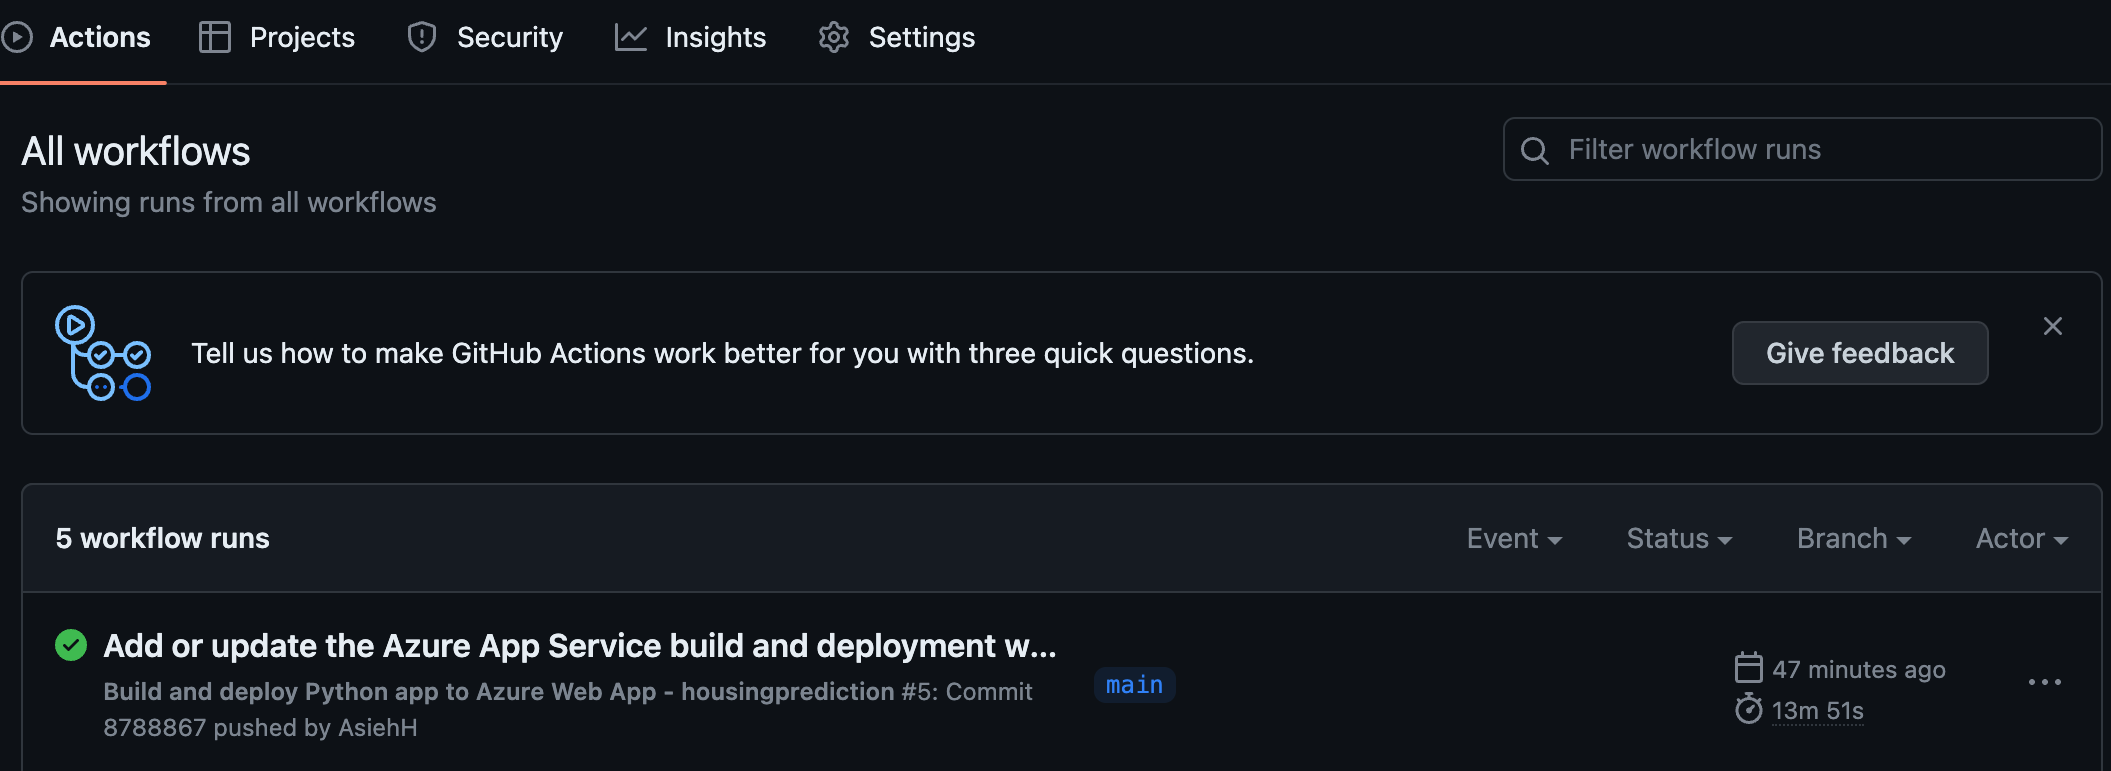 Actions Projects Security Insights Settings
All workflows
Filter workflow runs
Showing runs from all workflows
Tell us how to make GitHub Actions work better for you with three quick questions.
Give feedback
5 workflow runs
Event Status Branch Actor
Add or update the Azure App Service build and deployment w...
Build and deploy Python app to Azure Web App - housingprediction #5: Commit
8788867 pushed by AsiehH
main
47 minutes ago
13m 51s